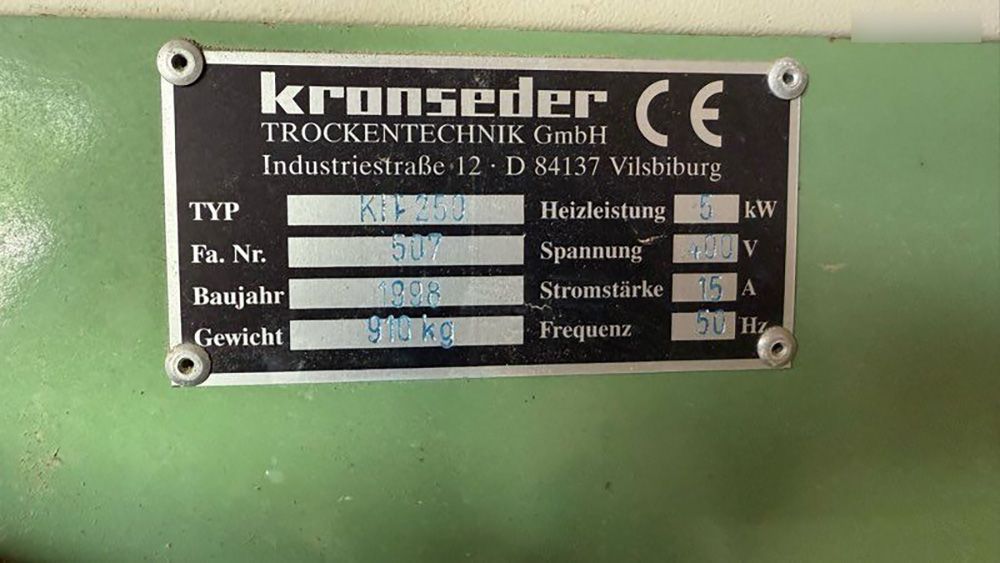 kronseder CE
TROCKENTECHNIK GmbH
Industriestraße 12 · D 84137 Vilsbiburg
TYP 250 Heizleistung 5 kW
Fa. Nr. 507 Spannung 400 V
Baujahr 1998 Stromstärke 15 A
Gewicht 910 kg Frequenz 50 Hz